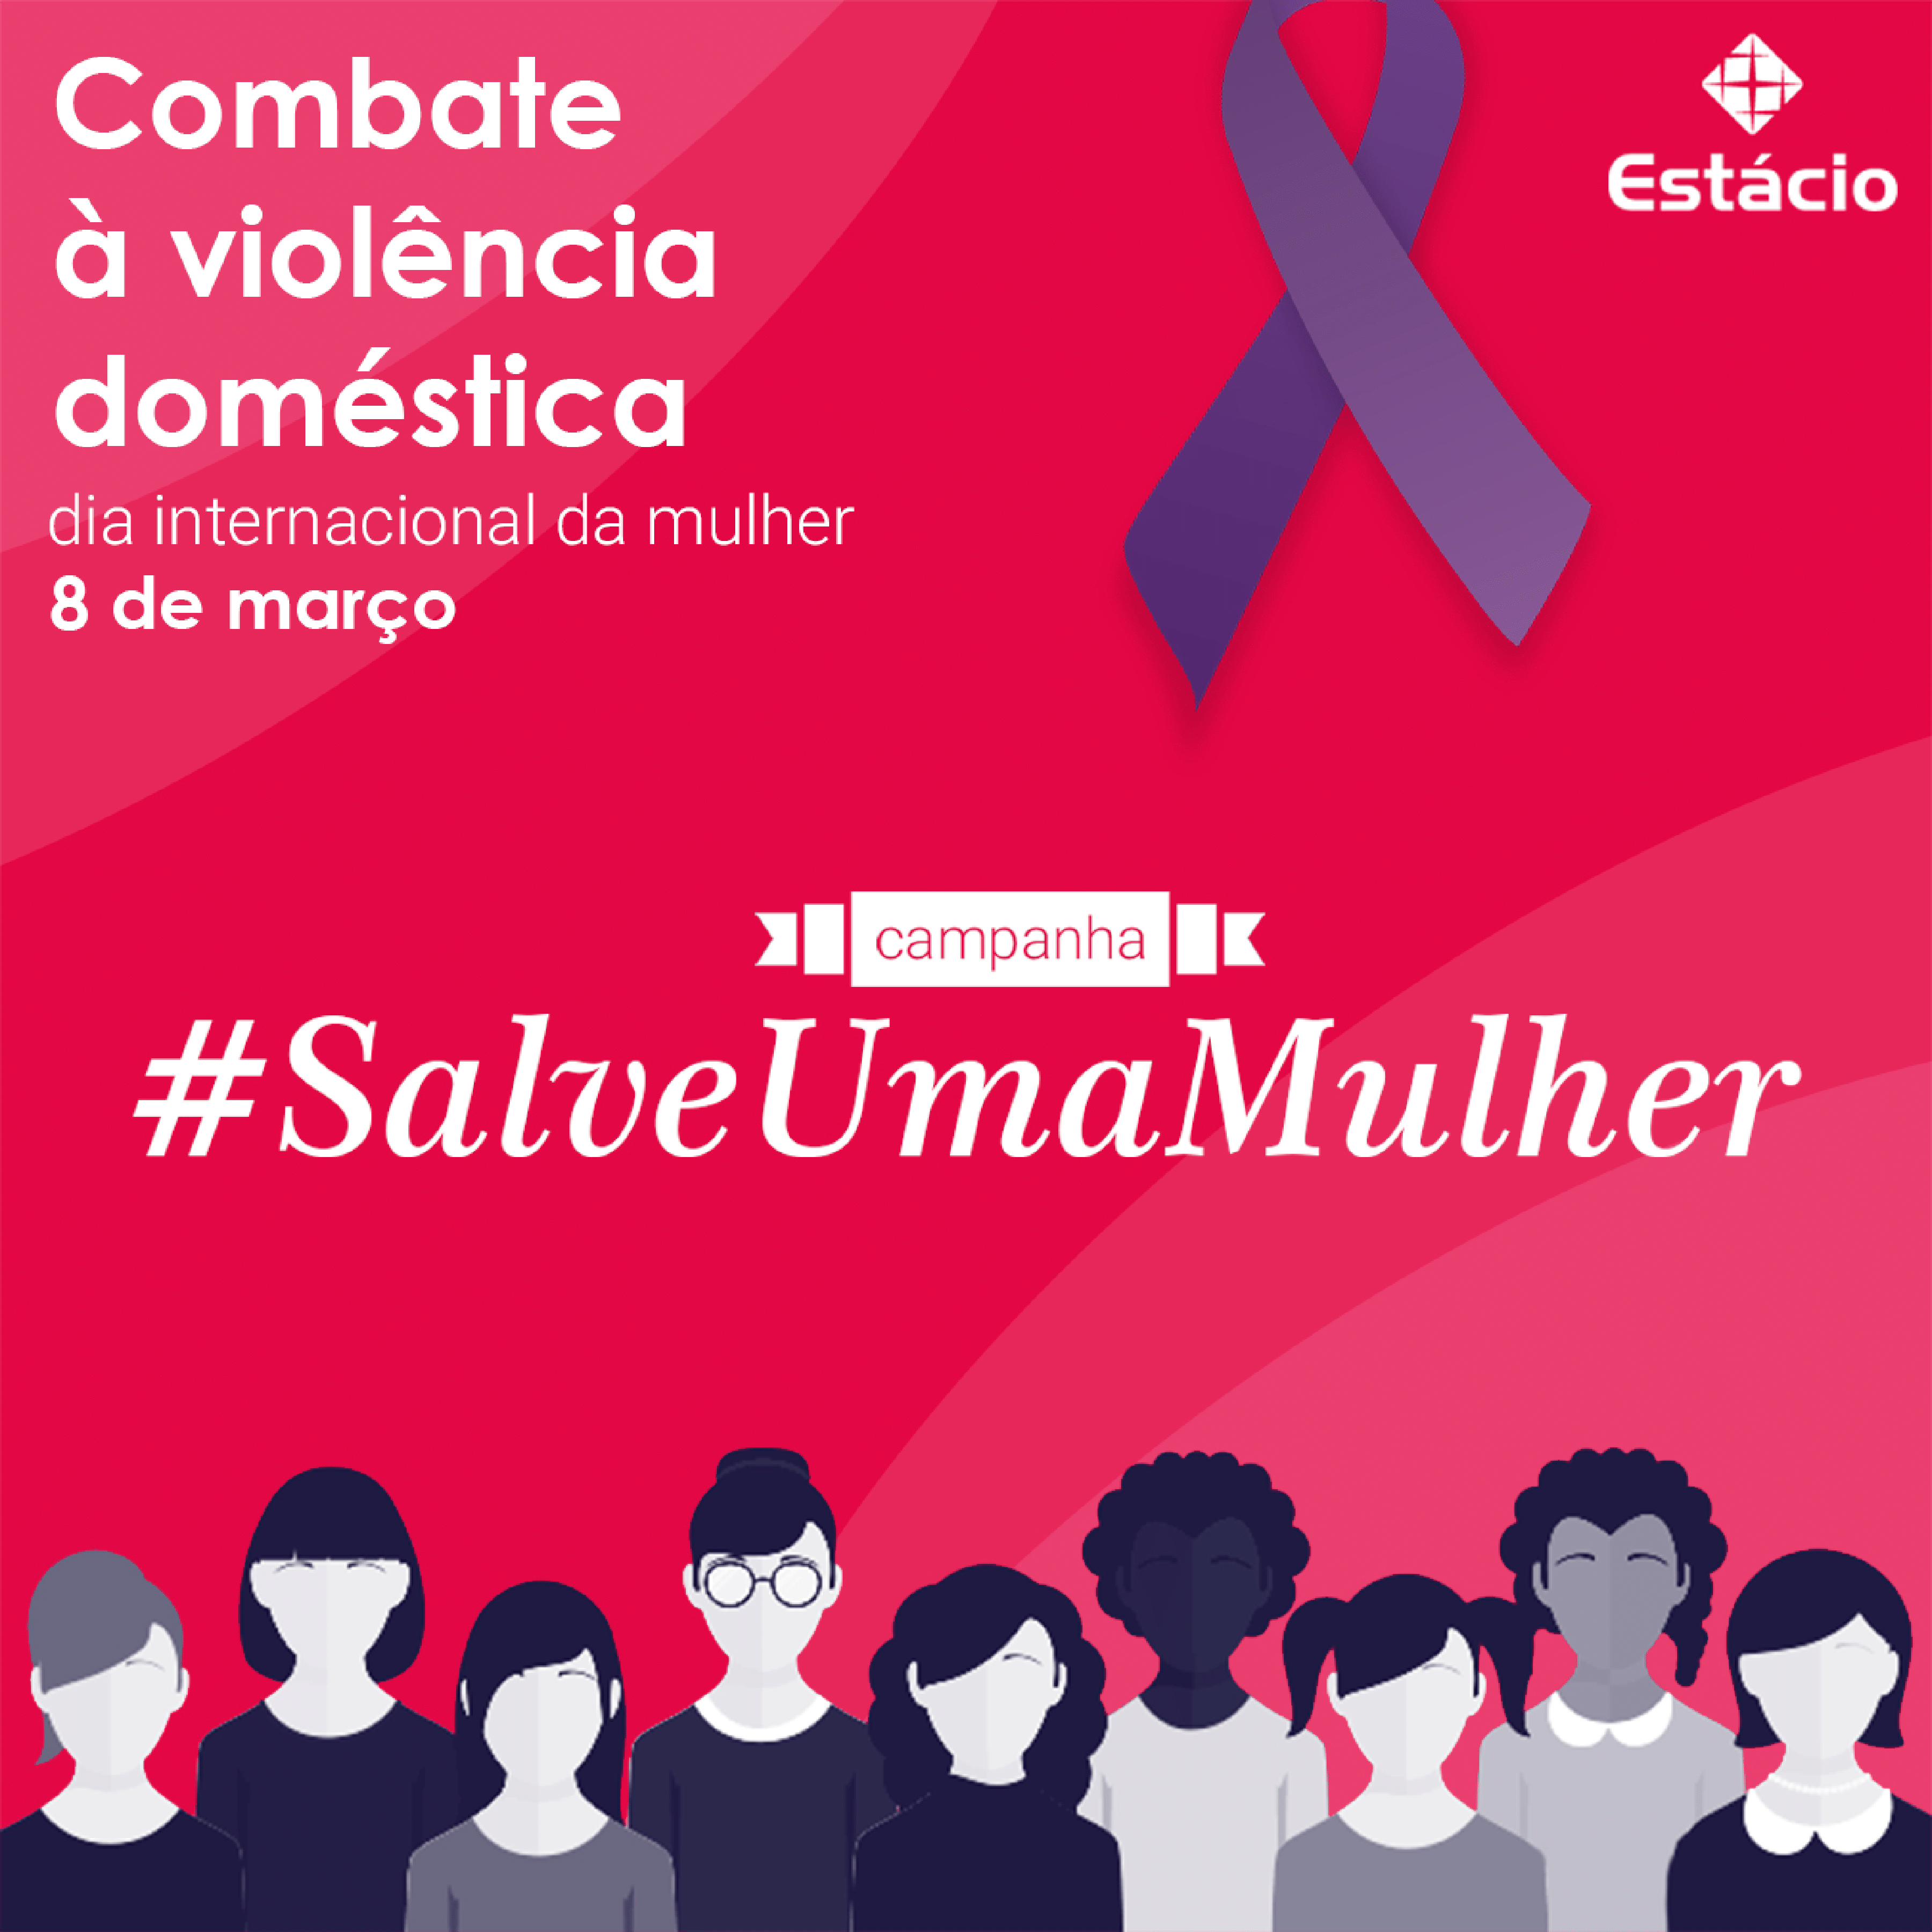 Combate
à violência
doméstica
dia internacional da mulher
8 de março
Estácio
campanha
#SalveUmaMulher